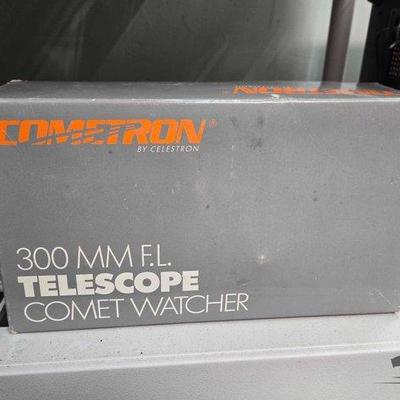 COMETRON®
BY CELESTRON
300 MM F.L.
TELESCOPE
COMET WATCHER